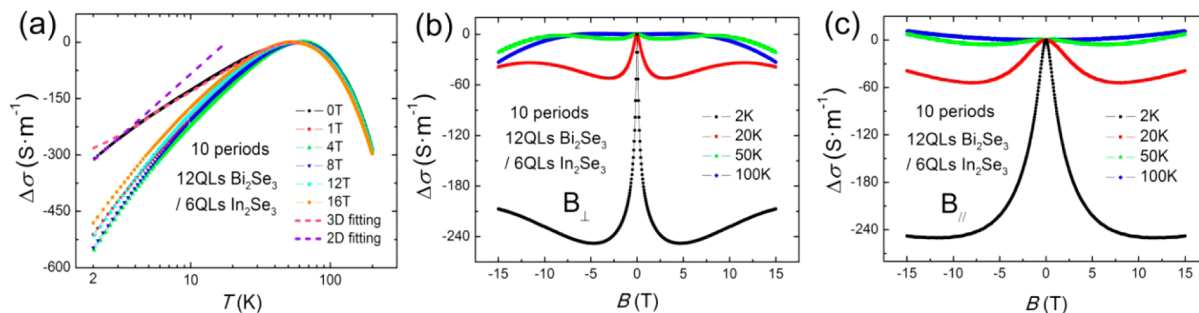 (a)
0
-150
-300
-450
-600
Δσ (S·m⁻¹)
10 periods
12QLs Bi₂Se₃
/ 6QLs In₂Se₃
0T
1T
4T
8T
12T
16T
3D fitting
2D fitting
2
10
100
T (K)
(b)
0
-60
-120
-180
-240
Δσ (S·m⁻¹)
10 periods
12QLs Bi₂Se₃
/ 6QLs In₂Se₃
2K
20K
50K
100K
B⊥
-15
-10
-5
0
5
10
15
B (T)
(c)
0
-60
-120
-180
-240
Δσ (S·m⁻¹)
10 periods
12QLs Bi₂Se₃
/ 6QLs In₂Se₃
2K
20K
50K
100K
B//
-15
-10
-5
0
5
10
15
B (T)